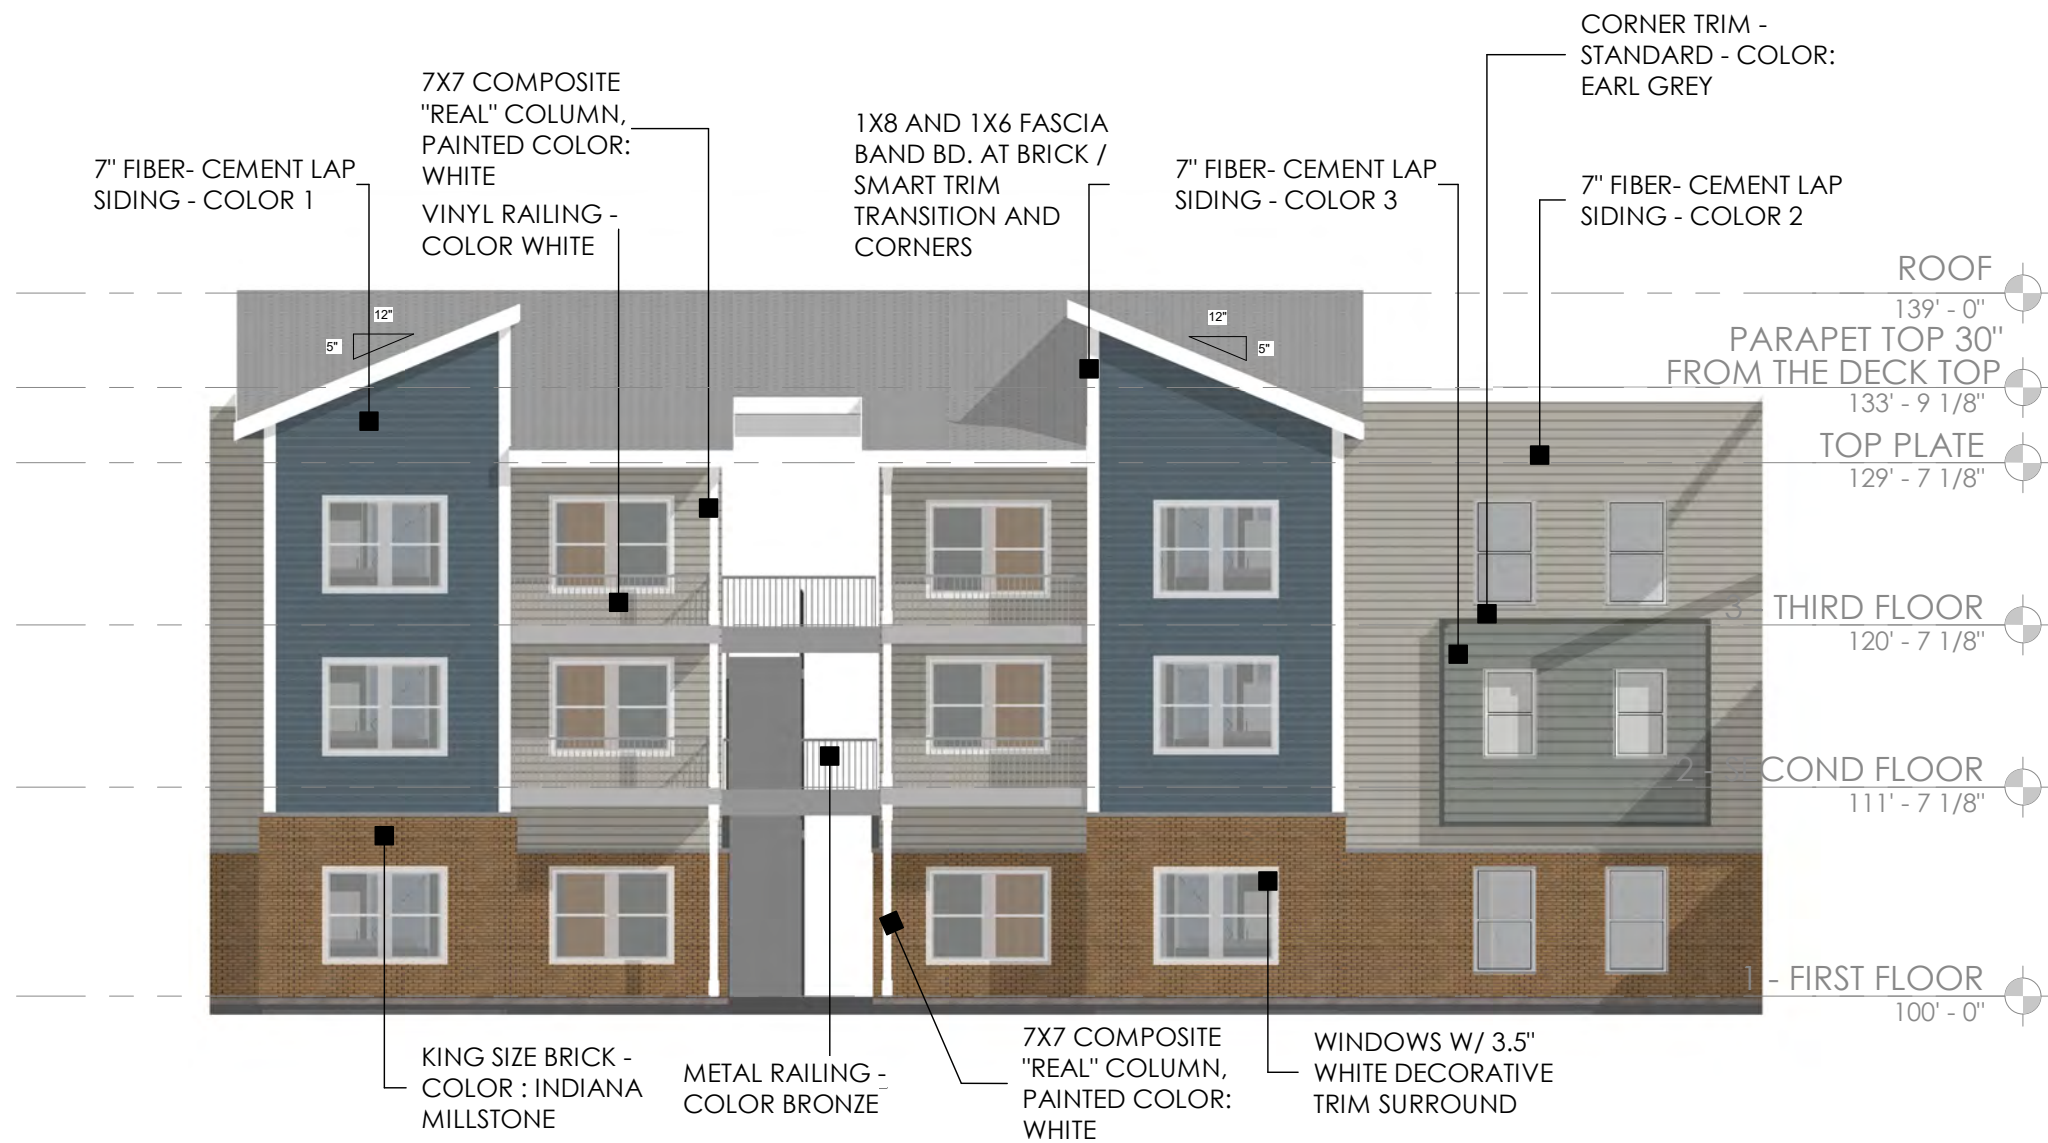 CORNER TRIM -
STANDARD - COLOR:
EARL GREY
7X7 COMPOSITE
"REAL" COLUMN,
PAINTED COLOR:
WHITE
1X8 AND 1X6 FASCIA
BAND BD. AT BRICK /
SMART TRIM
TRANSITION AND
CORNERS
7" FIBER- CEMENT LAP
SIDING - COLOR 1
7" FIBER- CEMENT LAP
SIDING - COLOR 3
7" FIBER- CEMENT LAP
SIDING - COLOR 2
VINYL RAILING -
COLOR WHITE
ROOF
139' - 0"
12"
5"
12"
5"
PARAPET TOP 30"
FROM THE DECK TOP
133' - 9 1/8"
TOP PLATE
129' - 7 1/8"
3 THIRD FLOOR
120' - 7 1/8"
2 - COND FLOOR
111' - 7 1/8"
1 - FIRST FLOOR
100' - 0"
KING SIZE BRICK -
COLOR : INDIANA
MILLSTONE
METAL RAILING -
COLOR BRONZE
7X7 COMPOSITE
"REAL" COLUMN,
PAINTED COLOR:
WHITE
WINDOWS W/ 3.5"
WHITE DECORATIVE
TRIM SURROUND